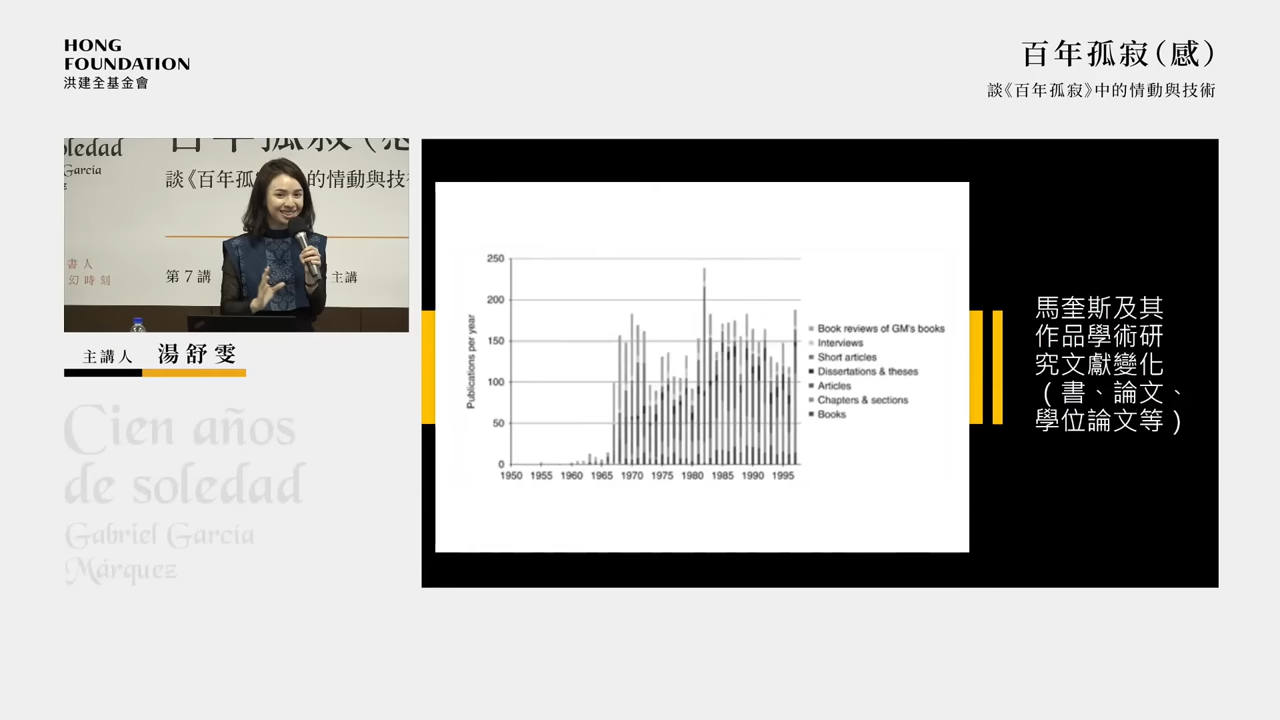 HONG
FOUNDATION
洪建全基金會
百年孤寂(感)
談《百年孤寂》中的情動與技術
oledad
García
談《百年孤
的情動與技
書人
幻時刻
第7講
主講
主講人 湯舒雯
Cien años
de soledad
Gabriel García
Márquez
250
200
150
100
50
0
Publications per year
1950 1955 1960 1965 1970 1975 1980 1985 1990 1995
Book reviews of GM's books
Interviews
Short articles
Dissertations & theses
Articles
Chapters & sections
Books
馬奎斯及其
作品學術研
究文獻變化
(書、論文、
學位論文等)